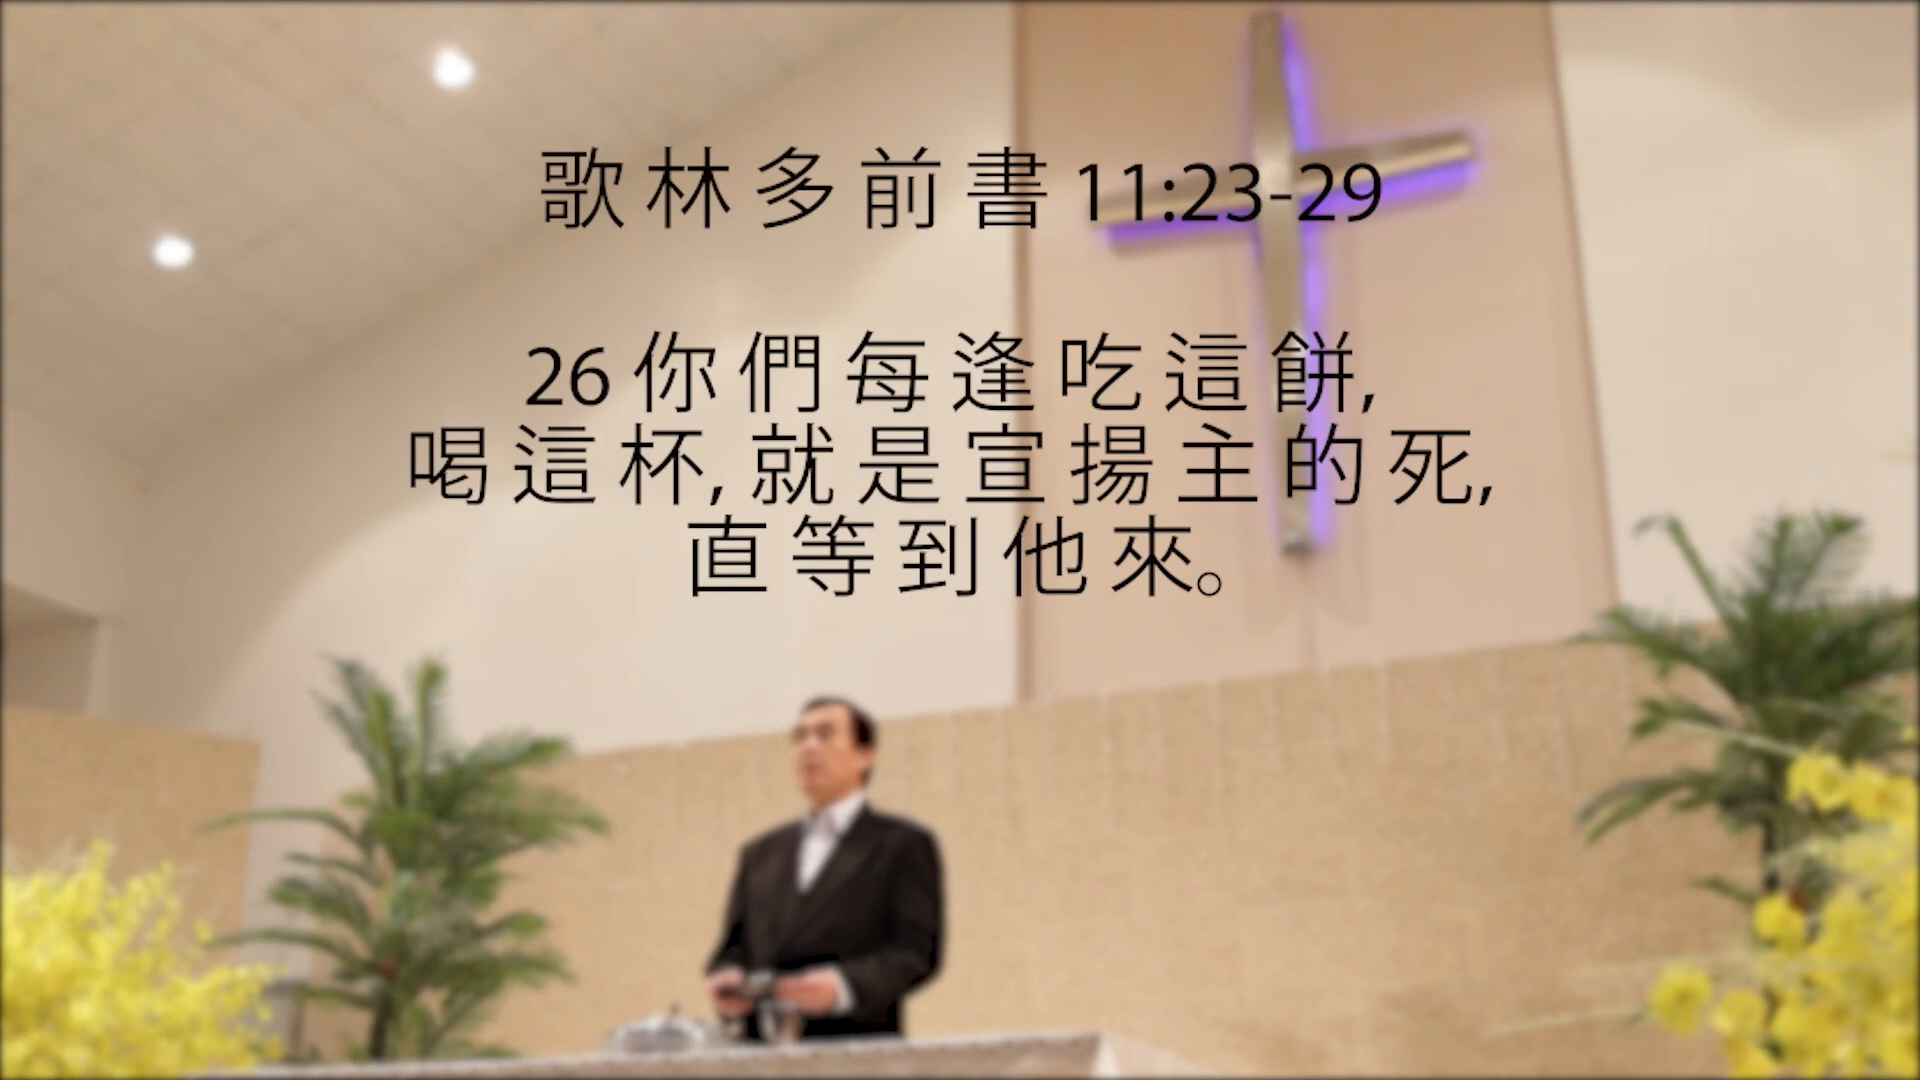 歌林多前書 11:23-29
26 你們每逢吃這餅,
喝這杯, 就是宣揚主的死,
直等到他來。